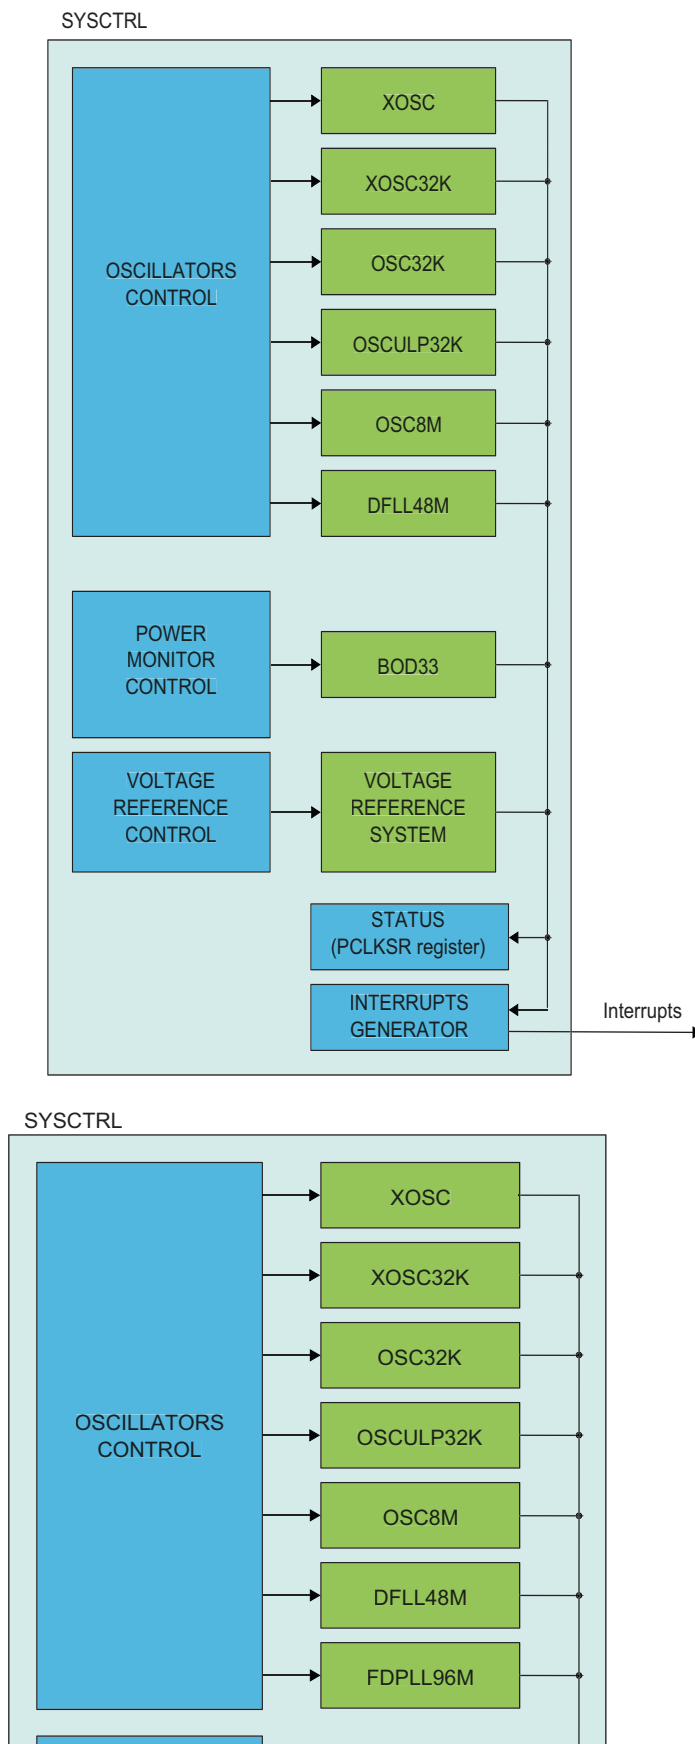 SYSCTRL
OSCILLATORS
CONTROL
XOSC
XOSC32K
OSC32K
OSCULP32K
OSC8M
DFLL48M
POWER
MONITOR
CONTROL
BOD33
VOLTAGE
REFERENCE
CONTROL
VOLTAGE
REFERENCE
SYSTEM
STATUS
(PCLKSR register)
INTERRUPTS
GENERATOR
Interrupts
SYSCTRL
OSCILLATORS
CONTROL
XOSC
XOSC32K
OSC32K
OSCULP32K
OSC8M
DFLL48M
FDPLL96M